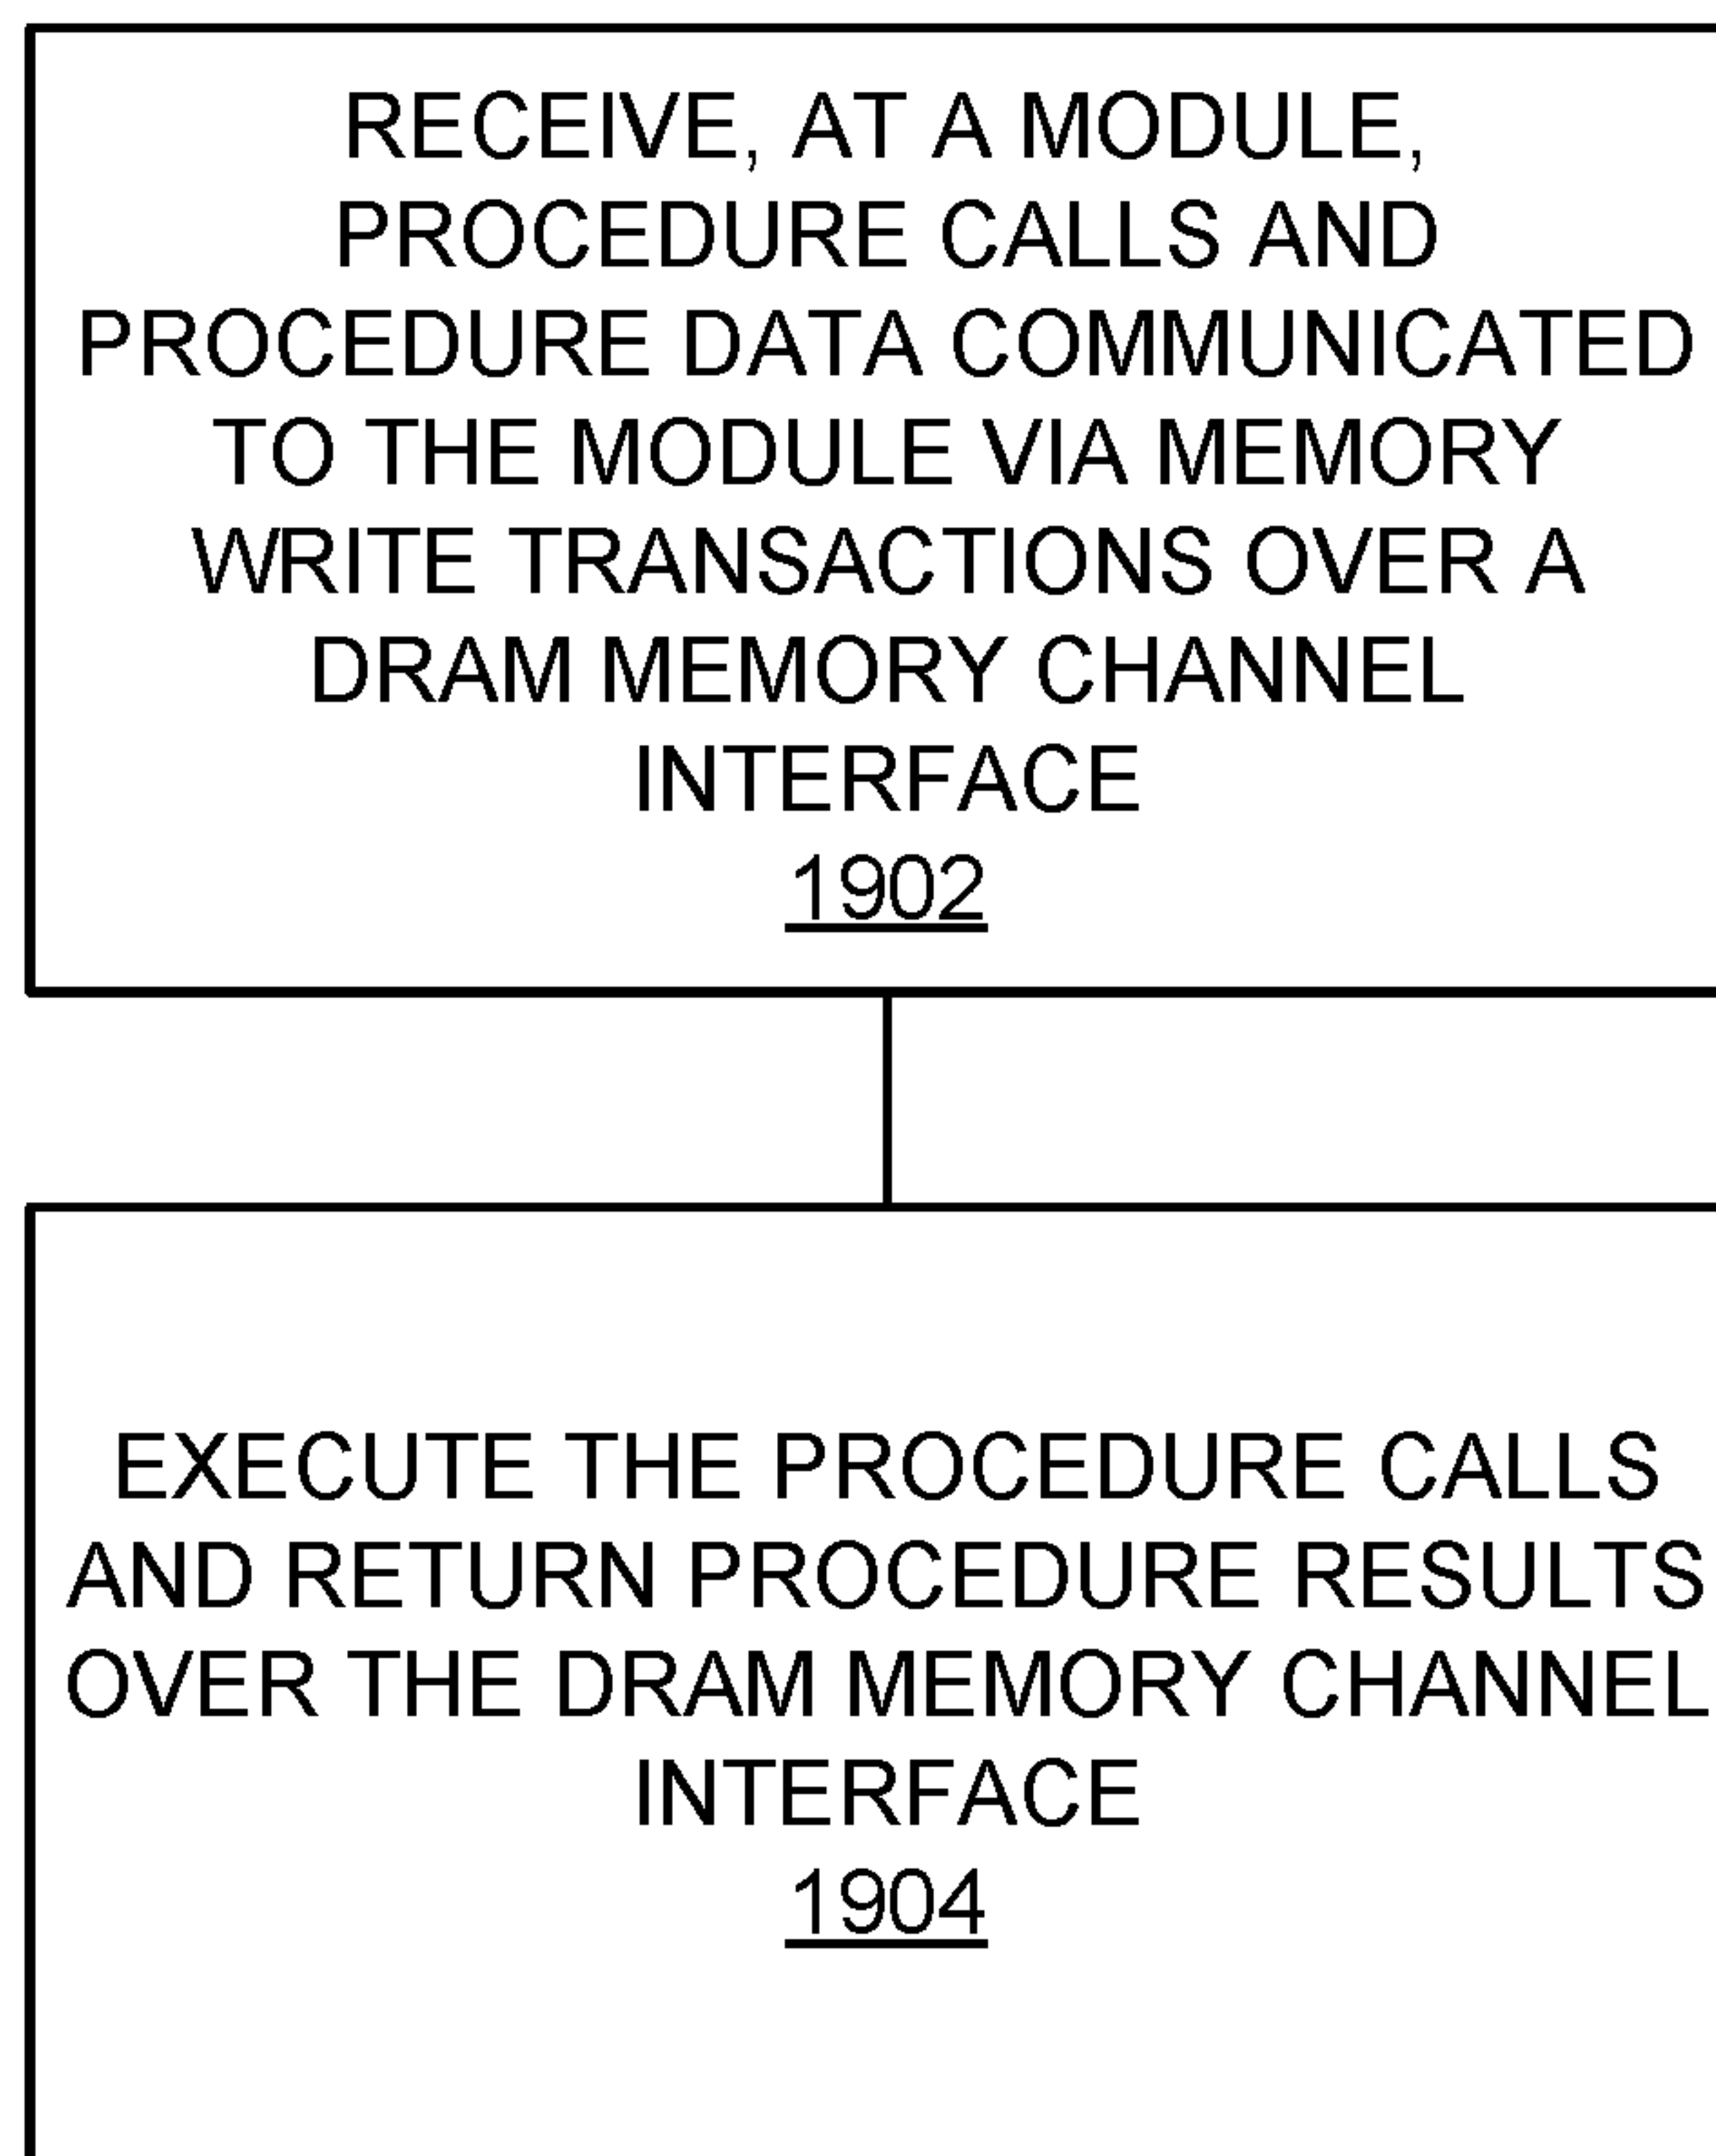 RECEIVE, AT A MODULE,
PROCEDURE CALLS AND
PROCEDURE DATA COMMUNICATED
TO THE MODULE VIA MEMORY
WRITE TRANSACTIONS OVER A
DRAM MEMORY CHANNEL
INTERFACE
1902
EXECUTE THE PROCEDURE CALLS
AND RETURN PROCEDURE RESULTS
OVER THE DRAM MEMORY CHANNEL
INTERFACE
1904